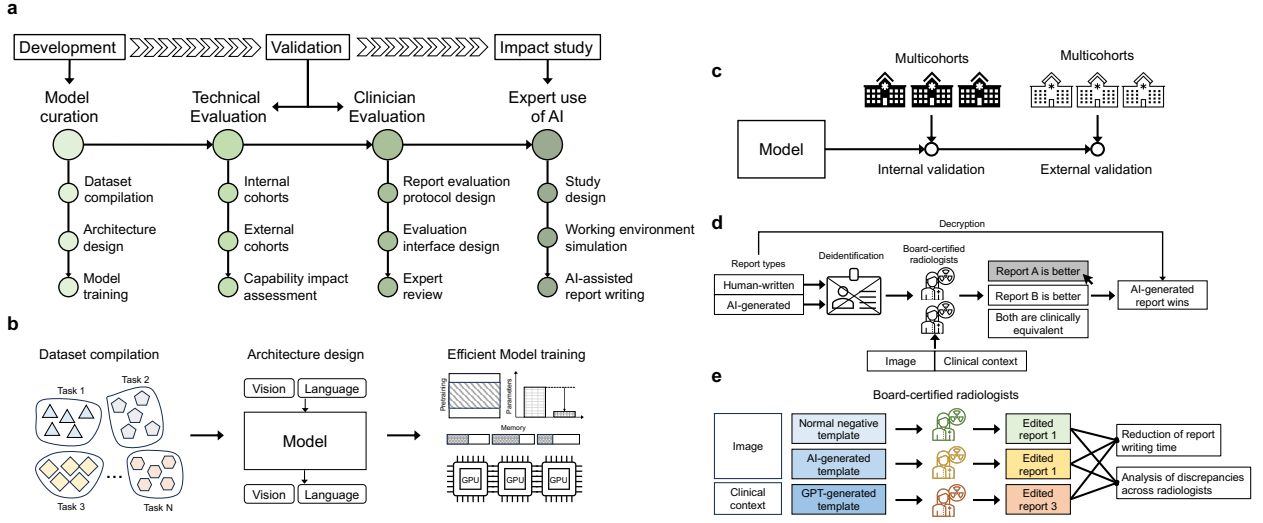 a
Development
Validation
Impact study
Model
curation
Technical
Evaluation
Clinician
Evaluation
Expert use
of AI
Dataset
compilation
Internal
cohorts
Report evaluation
protocol design
Study
design
Architecture
design
External
cohorts
Evaluation
interface design
Working environment
simulation
Model
training
Capability impact
assessment
Expert
review
AI-assisted
report writing
b
Dataset compilation
Task 1
Task 2
Task 3
...
Task N
Architecture design
Vision
Language
Model
Vision
Language
Efficient Model training
Pretraining
Parameters
Memory
GPU
GPU
GPU
c
Multicohorts
Multicohorts
Model
Internal validation
External validation
d
Decryption
Report types
Human-written
AI-generated
Deidentification
Board-certified
radiologists
Report A is better
Report B is better
Both are clinically
equivalent
AI-generated
report wins
Image
Clinical context
e
Board-certified radiologists
Image
Clinical
context
Normal negative
template
AI-generated
template
GPT-generated
template
Edited
report 1
Edited
report 1
Edited
report 3
Reduction of report
writing time
Analysis of discrepancies
across radiologists